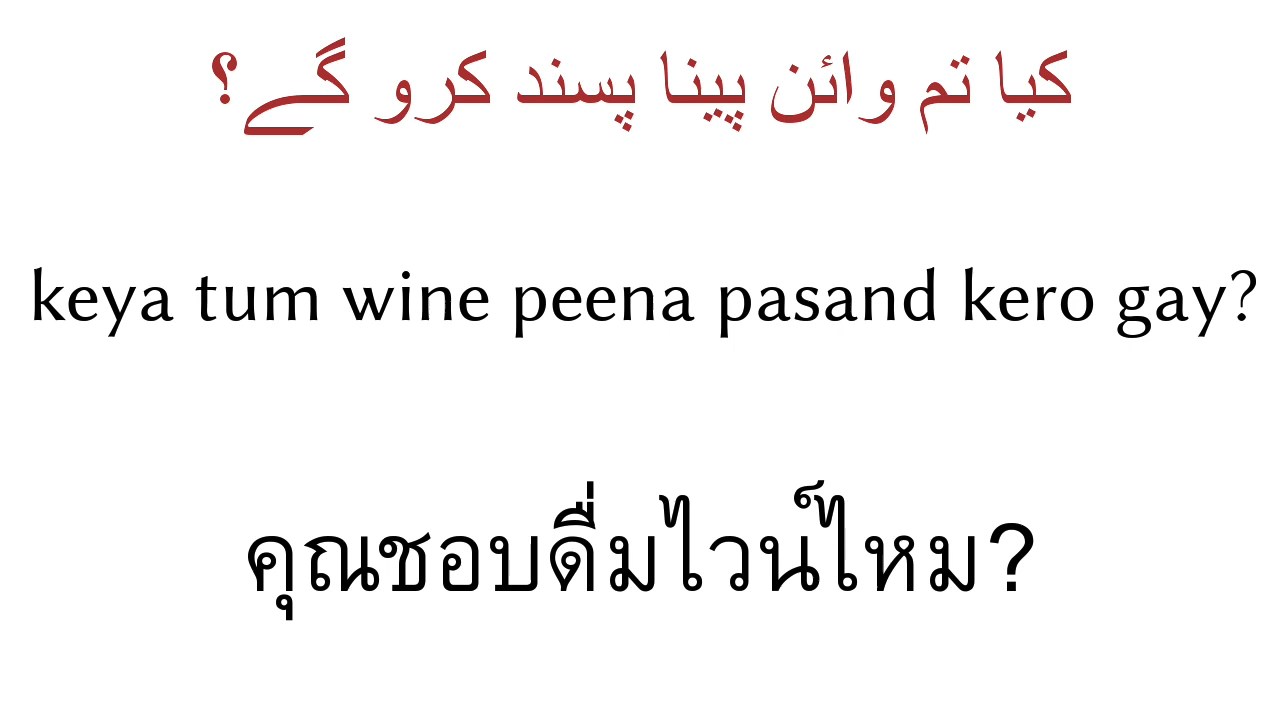 کیا تم وائن پینا پسند کرو گے؟
keya tum wine peena pasand kero gay?
คุณชอบดื่มไวน์ไหม?